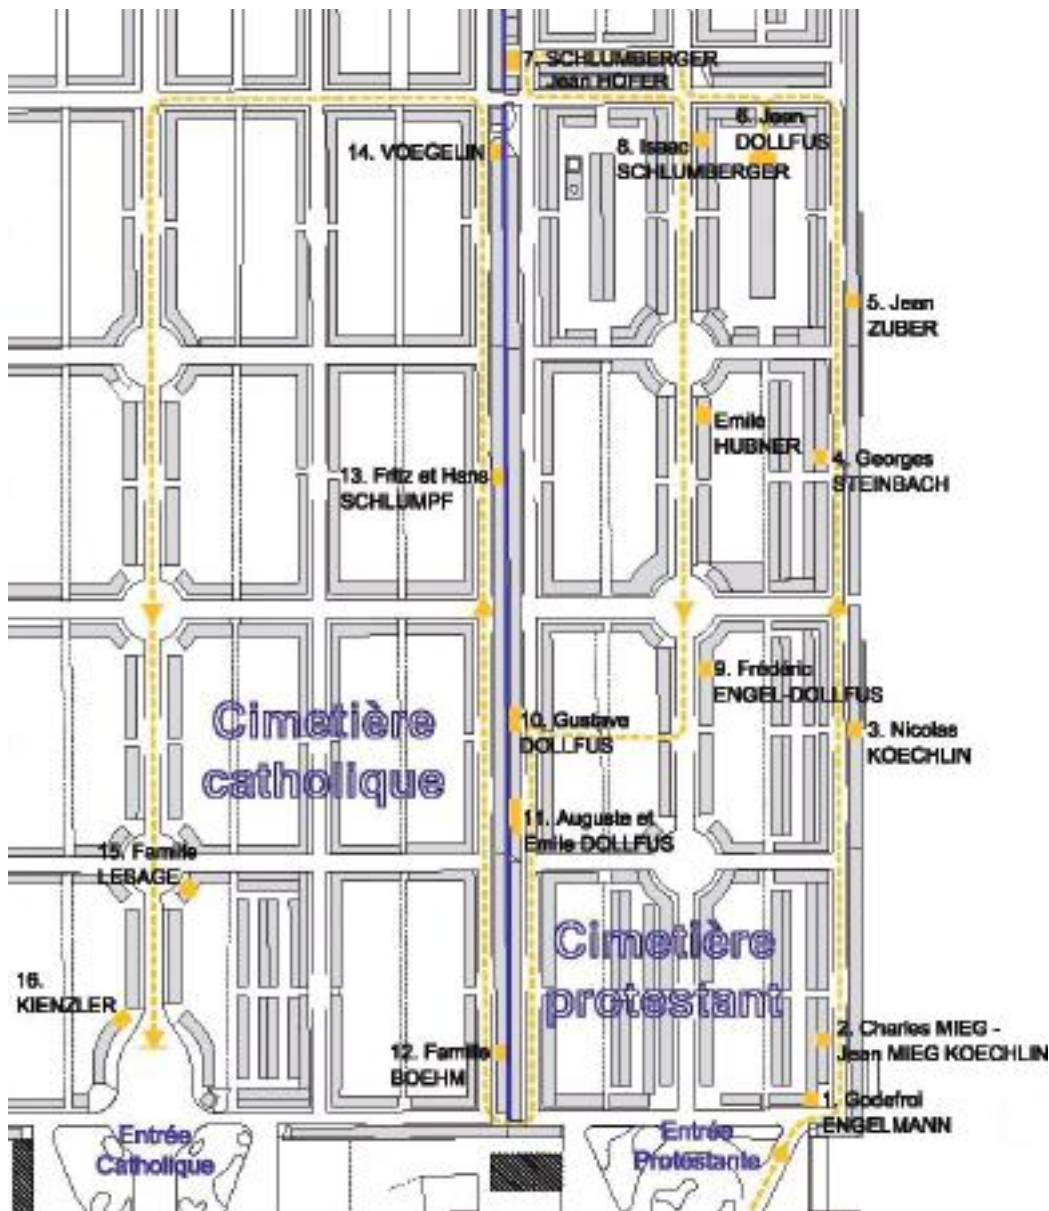 7. SCHLUMBERGER
Jean HOFER
6. Jean
DOLLFUS
8. Isaac
SCHLUMBERGER
14. VOEGELIN
5. Jean
ZUBER
Emile
HUBNER
4. Georges
STEINBACH
13. Fritz et Hans
SCHLUMPF
9. Frédéric
ENGEL-DOLLFUS
Cimetière
catholique
10. Gustave
DOLLFUS
3. Nicolas
KOECHLIN
11. Auguste et
Emile DOLLFUS
15. Famille
LESAGE
Cimetière
protestant
16.
KIENZLER
2. Charles MIEG -
Jean MIEG KOECHLIN
12. Famille
BOEHM
1. Godefroi
ENGELMANN
Entrée
Catholique
Entrée
Protestante